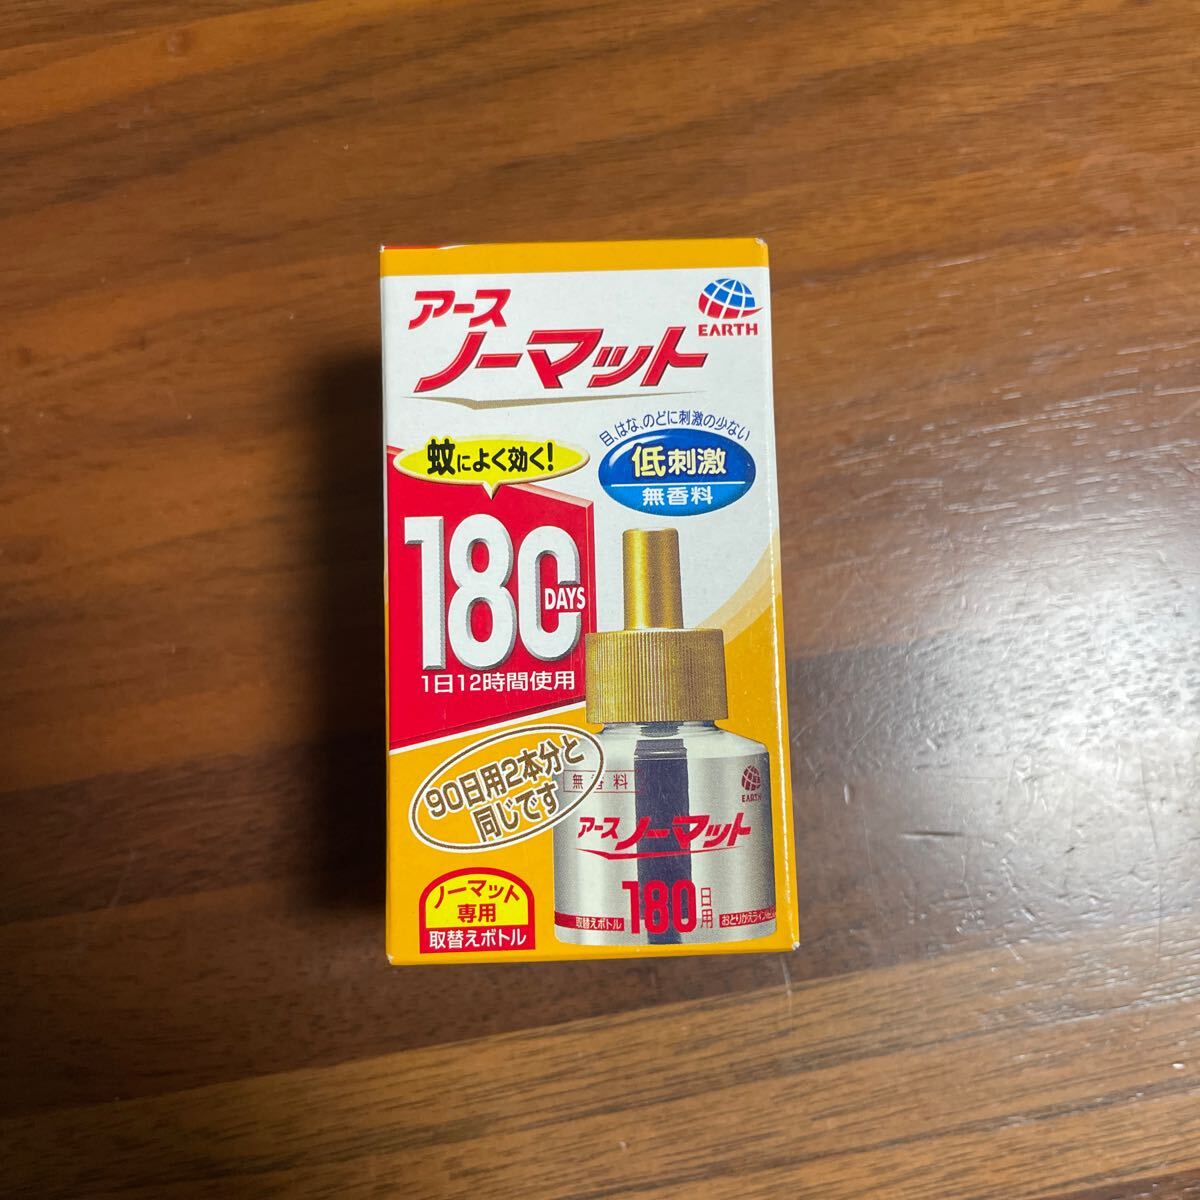 アース
ノーマット
EARTH
目、はな、のどに刺激の少ない
低刺激
無香料
蚊によく効く!
180
DAYS
1日12時間使用
90日用2本分と
同じです
無香料
EARTH
アースノーマット
取替えボトル
180日用
ノーマット
専用
取替えボトル